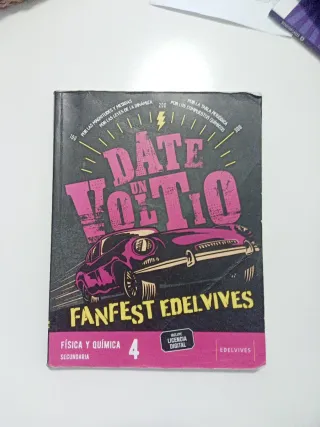 POR LAS MAGNITUDES Y MEDIDAS
POR LAS LEYES DE LA DINÁMICA
POR LA TABLA PERIÓDICA
POR LOS COMPUESTOS QUÍMICOS
DÁTE
UN
VOLTIO
FANFEST EDELVIVES
FÍSICA Y QUÍMICA
SECUNDARIA
4
INCLUYE
LICENCIA
DIGITAL
EDELVIVES